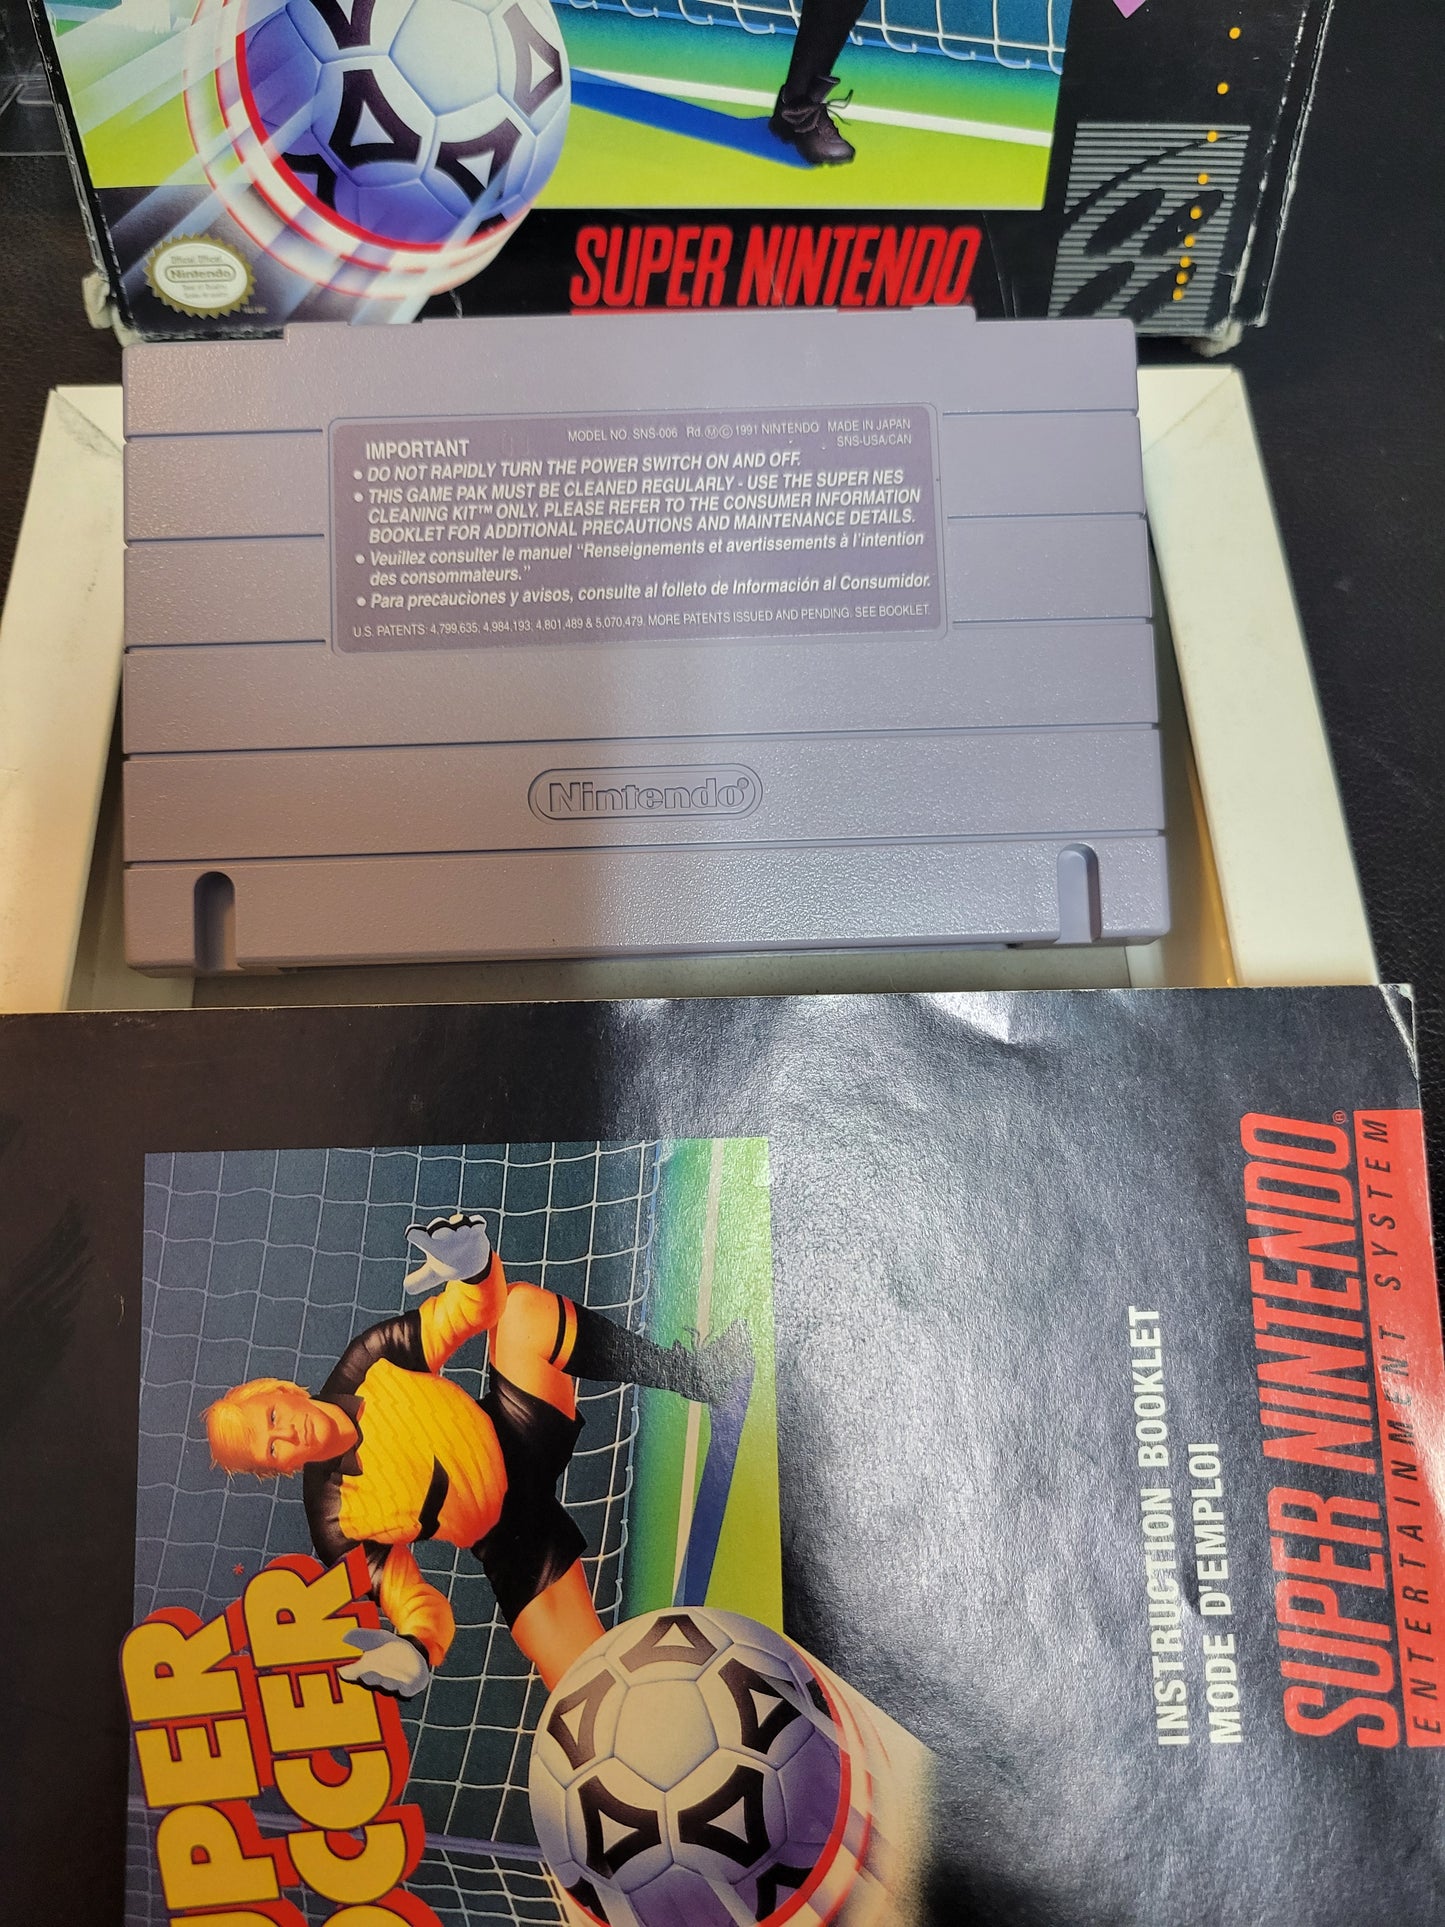 Official
Nintendo
SUPER NINTENDO
IMPORTANT
MODEL NO. SNS-006 Rd. Ⓜ © 1991 NINTENDO MADE IN JAPAN
SNS-USA/CAN
• DO NOT RAPIDLY TURN THE POWER SWITCH ON AND OFF.
• THIS GAME PAK MUST BE CLEANED REGULARLY - USE THE SUPER NES
CLEANING KIT™ ONLY. PLEASE REFER TO THE CONSUMER INFORMATION
BOOKLET FOR ADDITIONAL PRECAUTIONS AND MAINTENANCE DETAILS.
• Veuillez consulter le manuel "Renseignements et avertissements à l'intention
des consommateurs."
• Para precauciones y avisos, consulte al folleto de Información al Consumidor.
U.S. PATENTS: 4,799,635; 4,984,193; 4,801,489 & 5,070,479. MORE PATENTS ISSUED AND PENDING. SEE BOOKLET.
Nintendo®
UPER
OCCER*
INSTRUCTION BOOKLET
MODE D'EMPLOI
SUPER NINTENDO®
ENTERTAINMENT SYSTEM